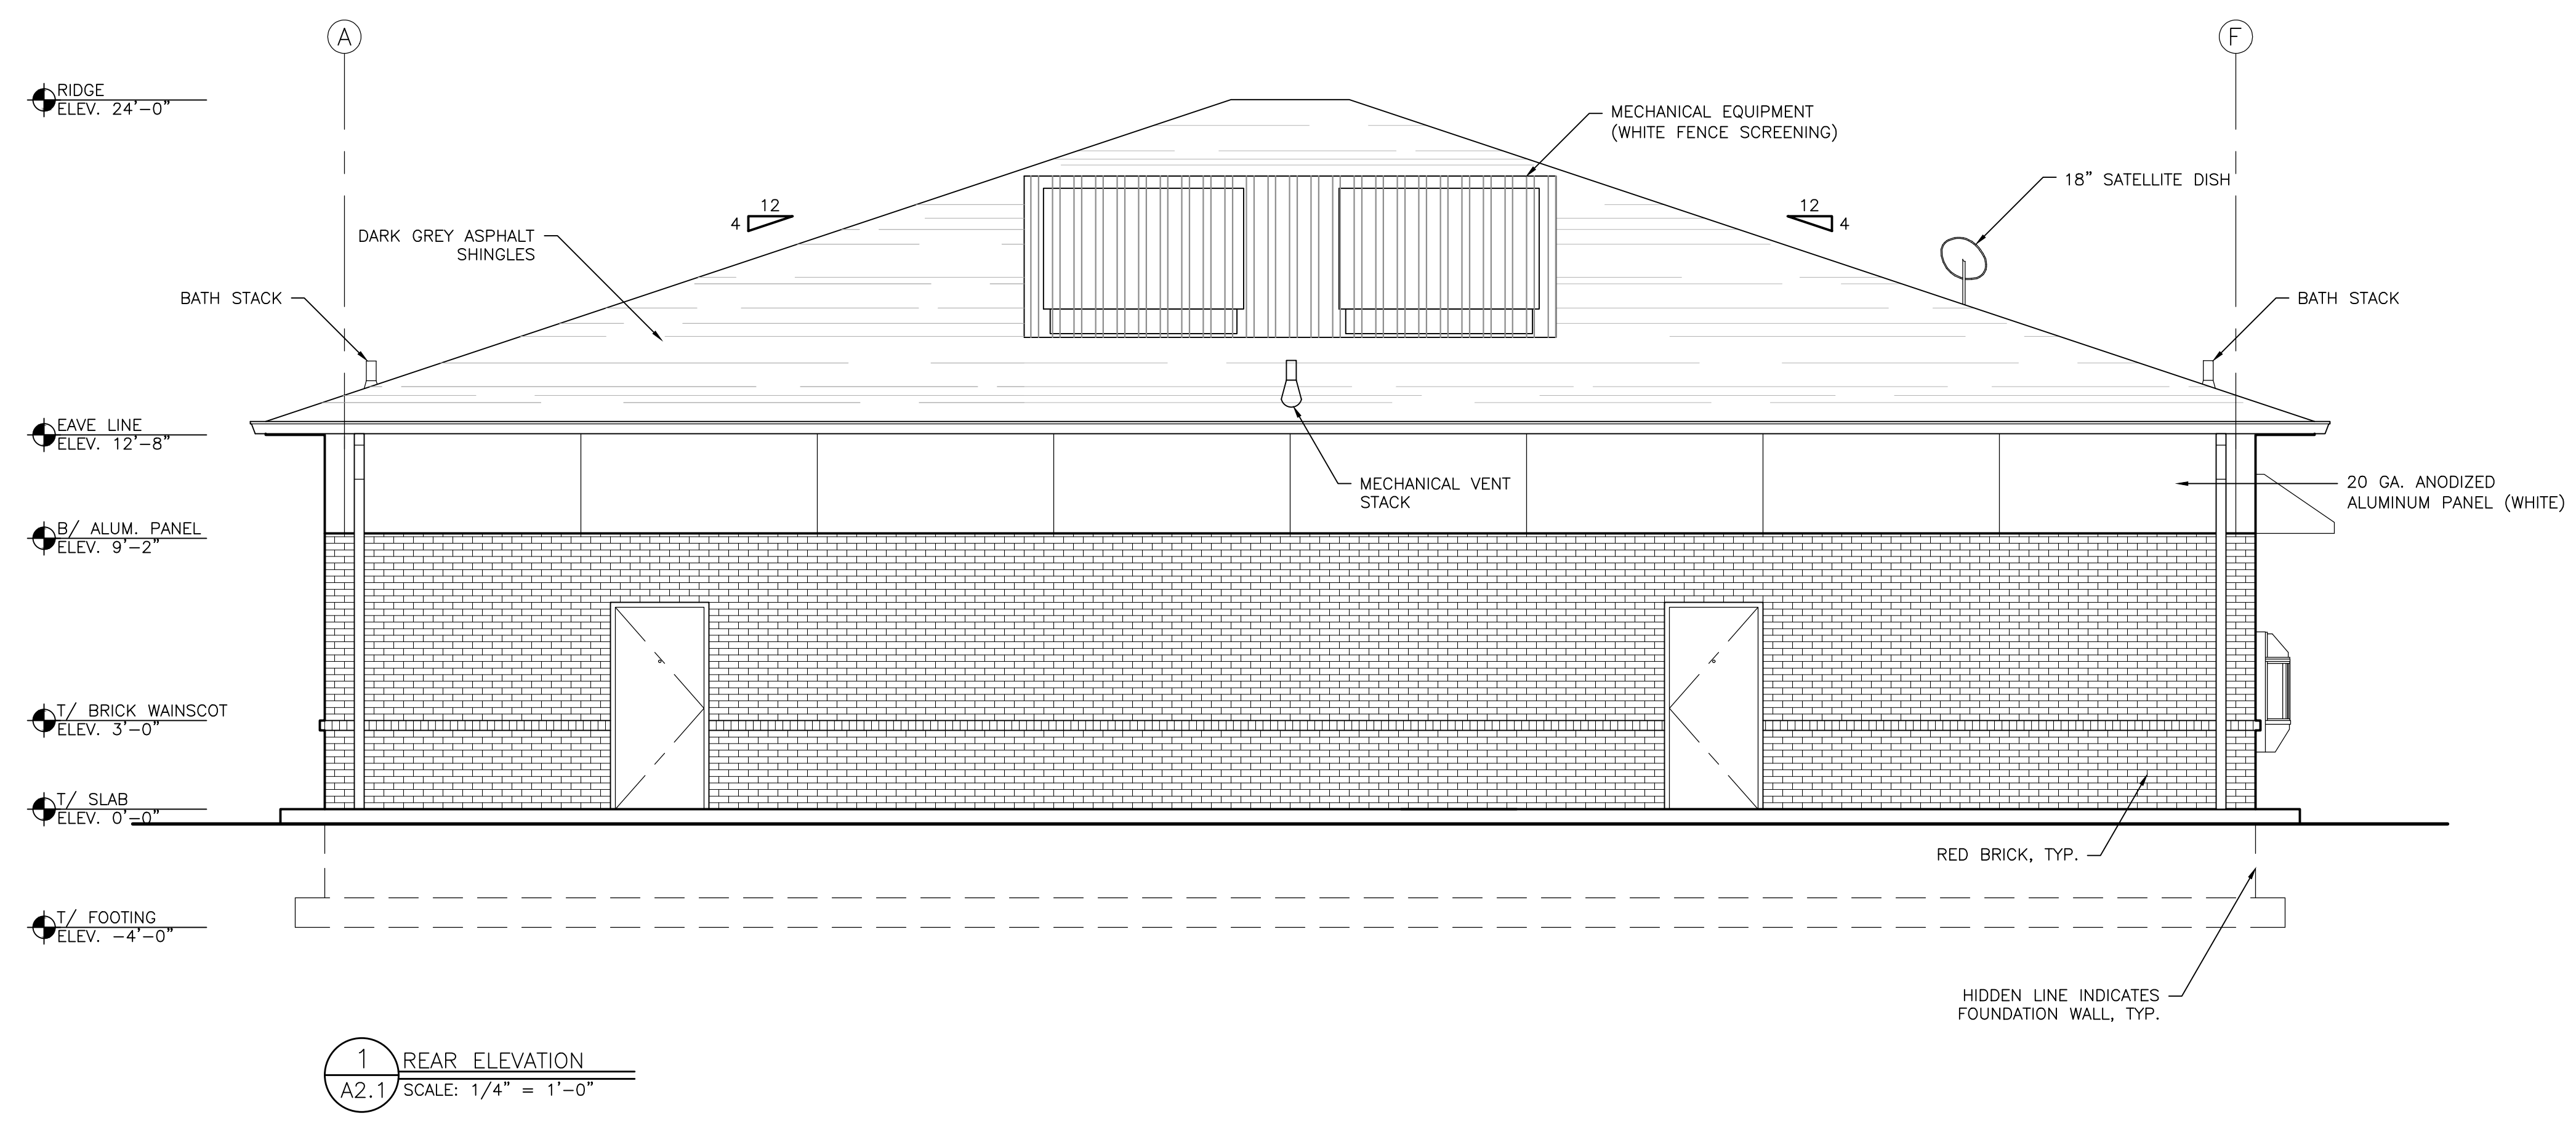 A
F
RIDGE
ELEV. 24'-0"
MECHANICAL EQUIPMENT
(WHITE FENCE SCREENING)
18" SATELLITE DISH
12
4
12
4
DARK GREY ASPHALT
SHINGLES
BATH STACK
BATH STACK
EAVE LINE
ELEV. 12'-8"
MECHANICAL VENT
STACK
20 GA. ANODIZED
ALUMINUM PANEL (WHITE)
B/ ALUM. PANEL
ELEV. 9'-2"
T/ BRICK WAINSCOT
ELEV. 3'-0"
T/ SLAB
ELEV. 0'-0"
RED BRICK, TYP.
T/ FOOTING
ELEV. -4'-0"
HIDDEN LINE INDICATES
FOUNDATION WALL, TYP.
1
REAR ELEVATION
A2.1
SCALE: 1/4" = 1'-0"